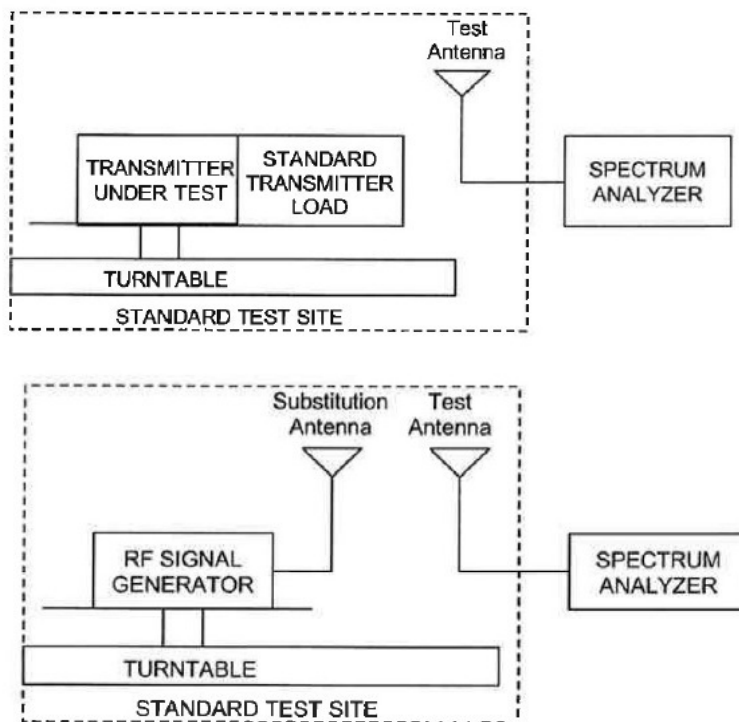 Test
Antenna
TRANSMITTER
UNDER TEST
STANDARD
TRANSMITTER
LOAD
SPECTRUM
ANALYZER
TURNTABLE
STANDARD TEST SITE
Substitution
Antenna
Test
Antenna
RF SIGNAL
GENERATOR
SPECTRUM
ANALYZER
TURNTABLE
STANDARD TEST SITE